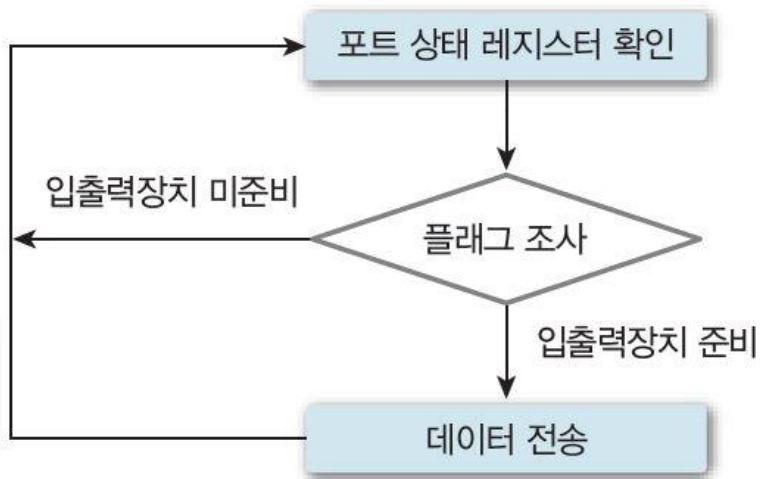 포트 상태 레지스터 확인
입출력장치 미준비
플래그 조사
입출력장치 준비
데이터 전송